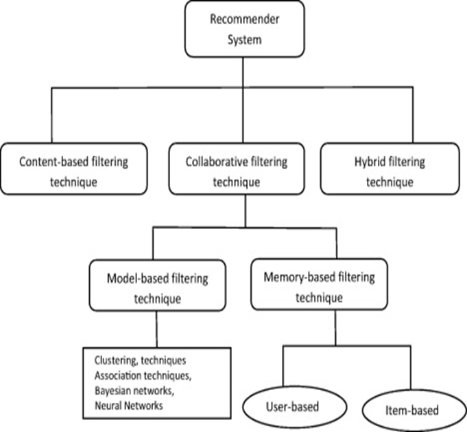 Recommender
System
Content-based filtering
technique
Collaborative filtering
technique
Hybrid filtering
technique
Model-based filtering
technique
Memory-based filtering
technique
Clustering, techniques
Association techniques,
Bayesian networks,
Neural Networks
User-based
Item-based